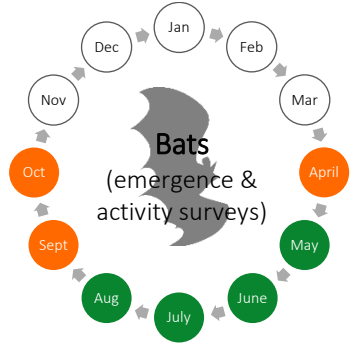 Jan
Feb
Mar
April
May
June
July
Aug
Sept
Oct
Nov
Dec
Bats
(emergence &
activity surveys)